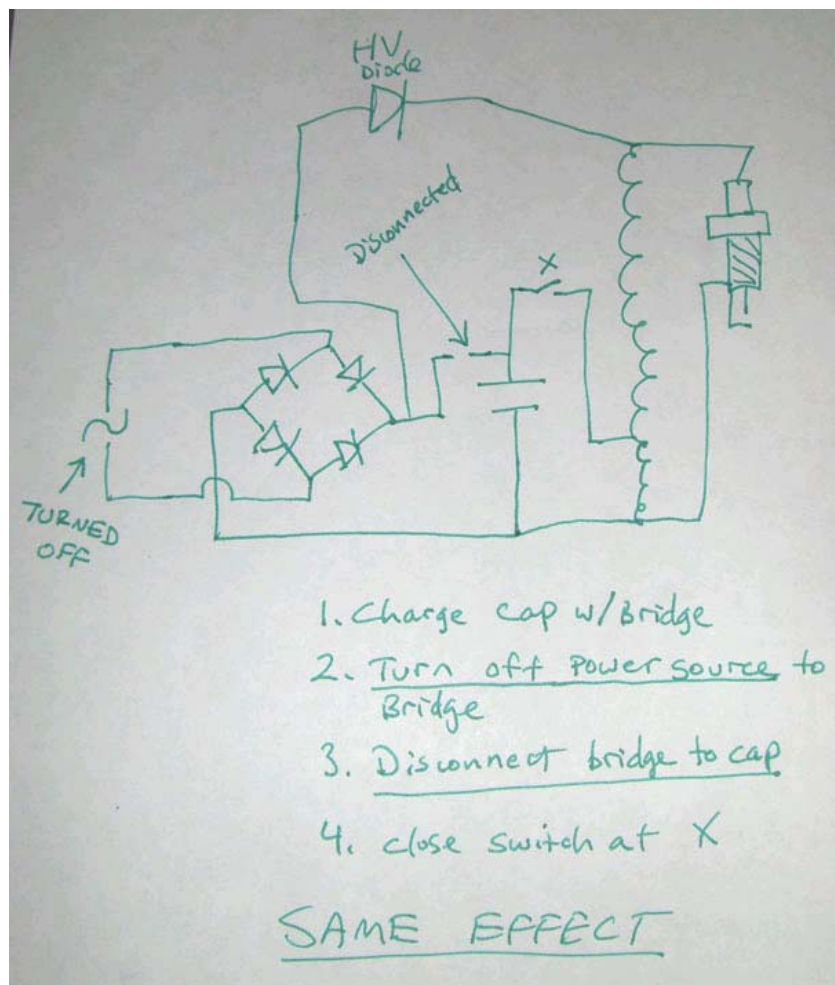 HV
Diode
Disconnected
X
TURNED
OFF
1. Charge cap w/Bridge
2. Turn off Power source to
Bridge
3. Disconnect bridge to cap
4. close switch at X
SAME EFFECT